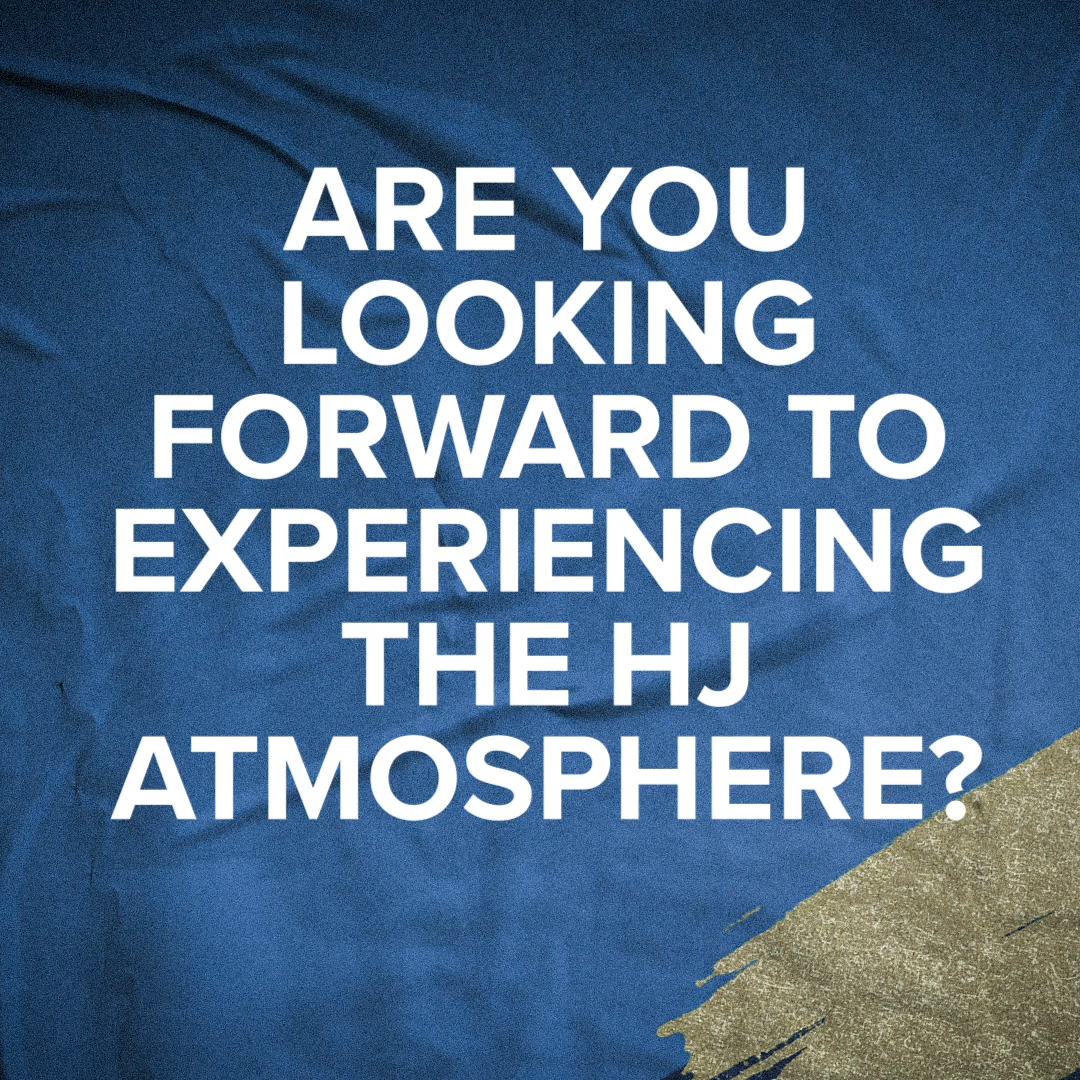 ARE YOU
LOOKING
FORWARD TO
EXPERIENCING
THE HJ
ATMOSPHERE?